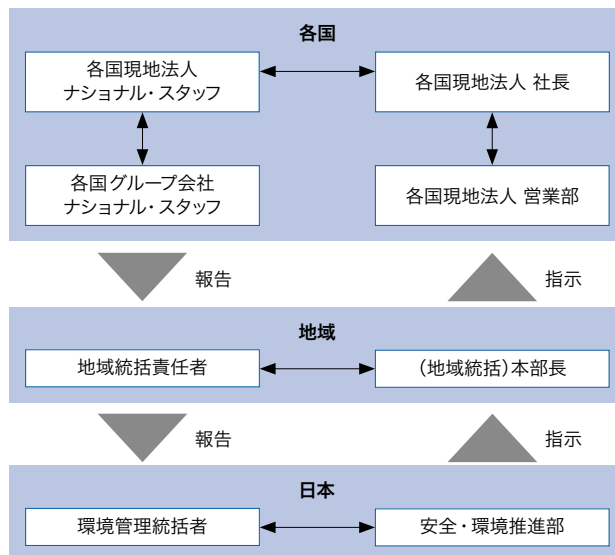 各国
各国現地法人
ナショナル・スタッフ
各国現地法人 社長
各国グループ会社
ナショナル・スタッフ
各国現地法人 営業部
報告
指示
地域
地域統括責任者
(地域統括)本部長
報告
指示
日本
環境管理統括者
安全・環境推進部